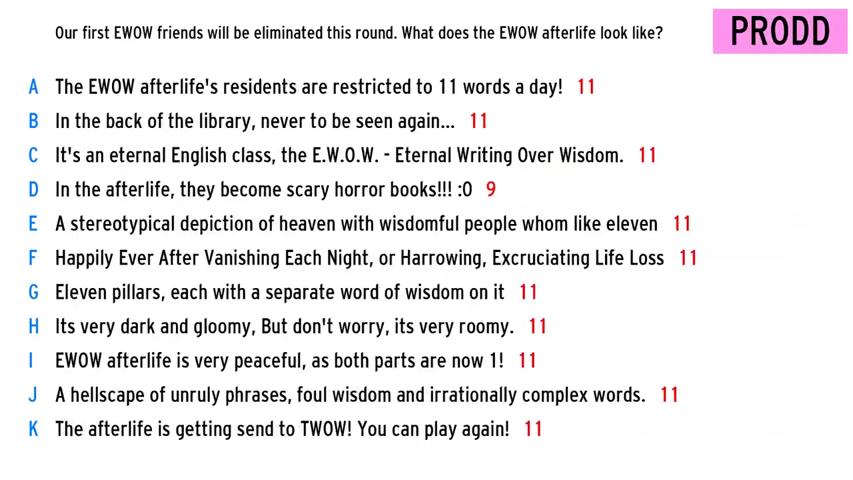 Our first EWOW friends will be eliminated this round. What does the EWOW afterlife look like? PRODD
A The EWOW afterlife's residents are restricted to 11 words a day! 11
B In the back of the library, never to be seen again... 11
C It's an eternal English class, the E.W.O.W. - Eternal Writing Over Wisdom. 11
D In the afterlife, they become scary horror books!!! :0 9
E A stereotypical depiction of heaven with wisdomful people whom like eleven 11
F Happily Ever After Vanishing Each Night, or Harrowing, Excruciating Life Loss 11
G Eleven pillars, each with a separate word of wisdom on it 11
H Its very dark and gloomy, But don't worry, its very roomy. 11
I EWOW afterlife is very peaceful, as both parts are now 1! 11
J A hellscape of unruly phrases, foul wisdom and irrationally complex words. 11
K The afterlife is getting send to TWOW! You can play again! 11